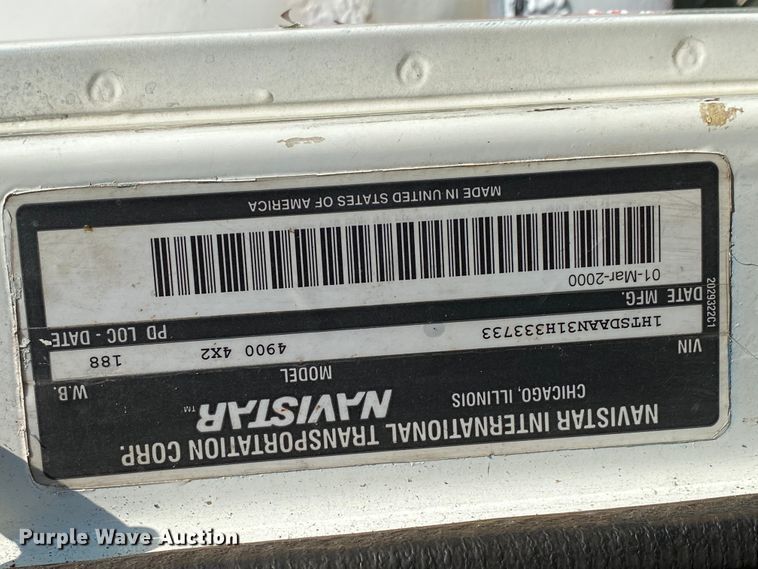 NAVISTAR INTERNATIONAL TRANSPORTATION CORP.
CHICAGO, ILLINOIS NAVISTAR™
VIN MODEL W.B.
1HTSDAAN31H333733 4900 4X2 188
DATE MFG. PD LOC - DATE
01-Mar-2000
MADE IN UNITED STATES OF AMERICA
2029322C1
Purple Wave Auction